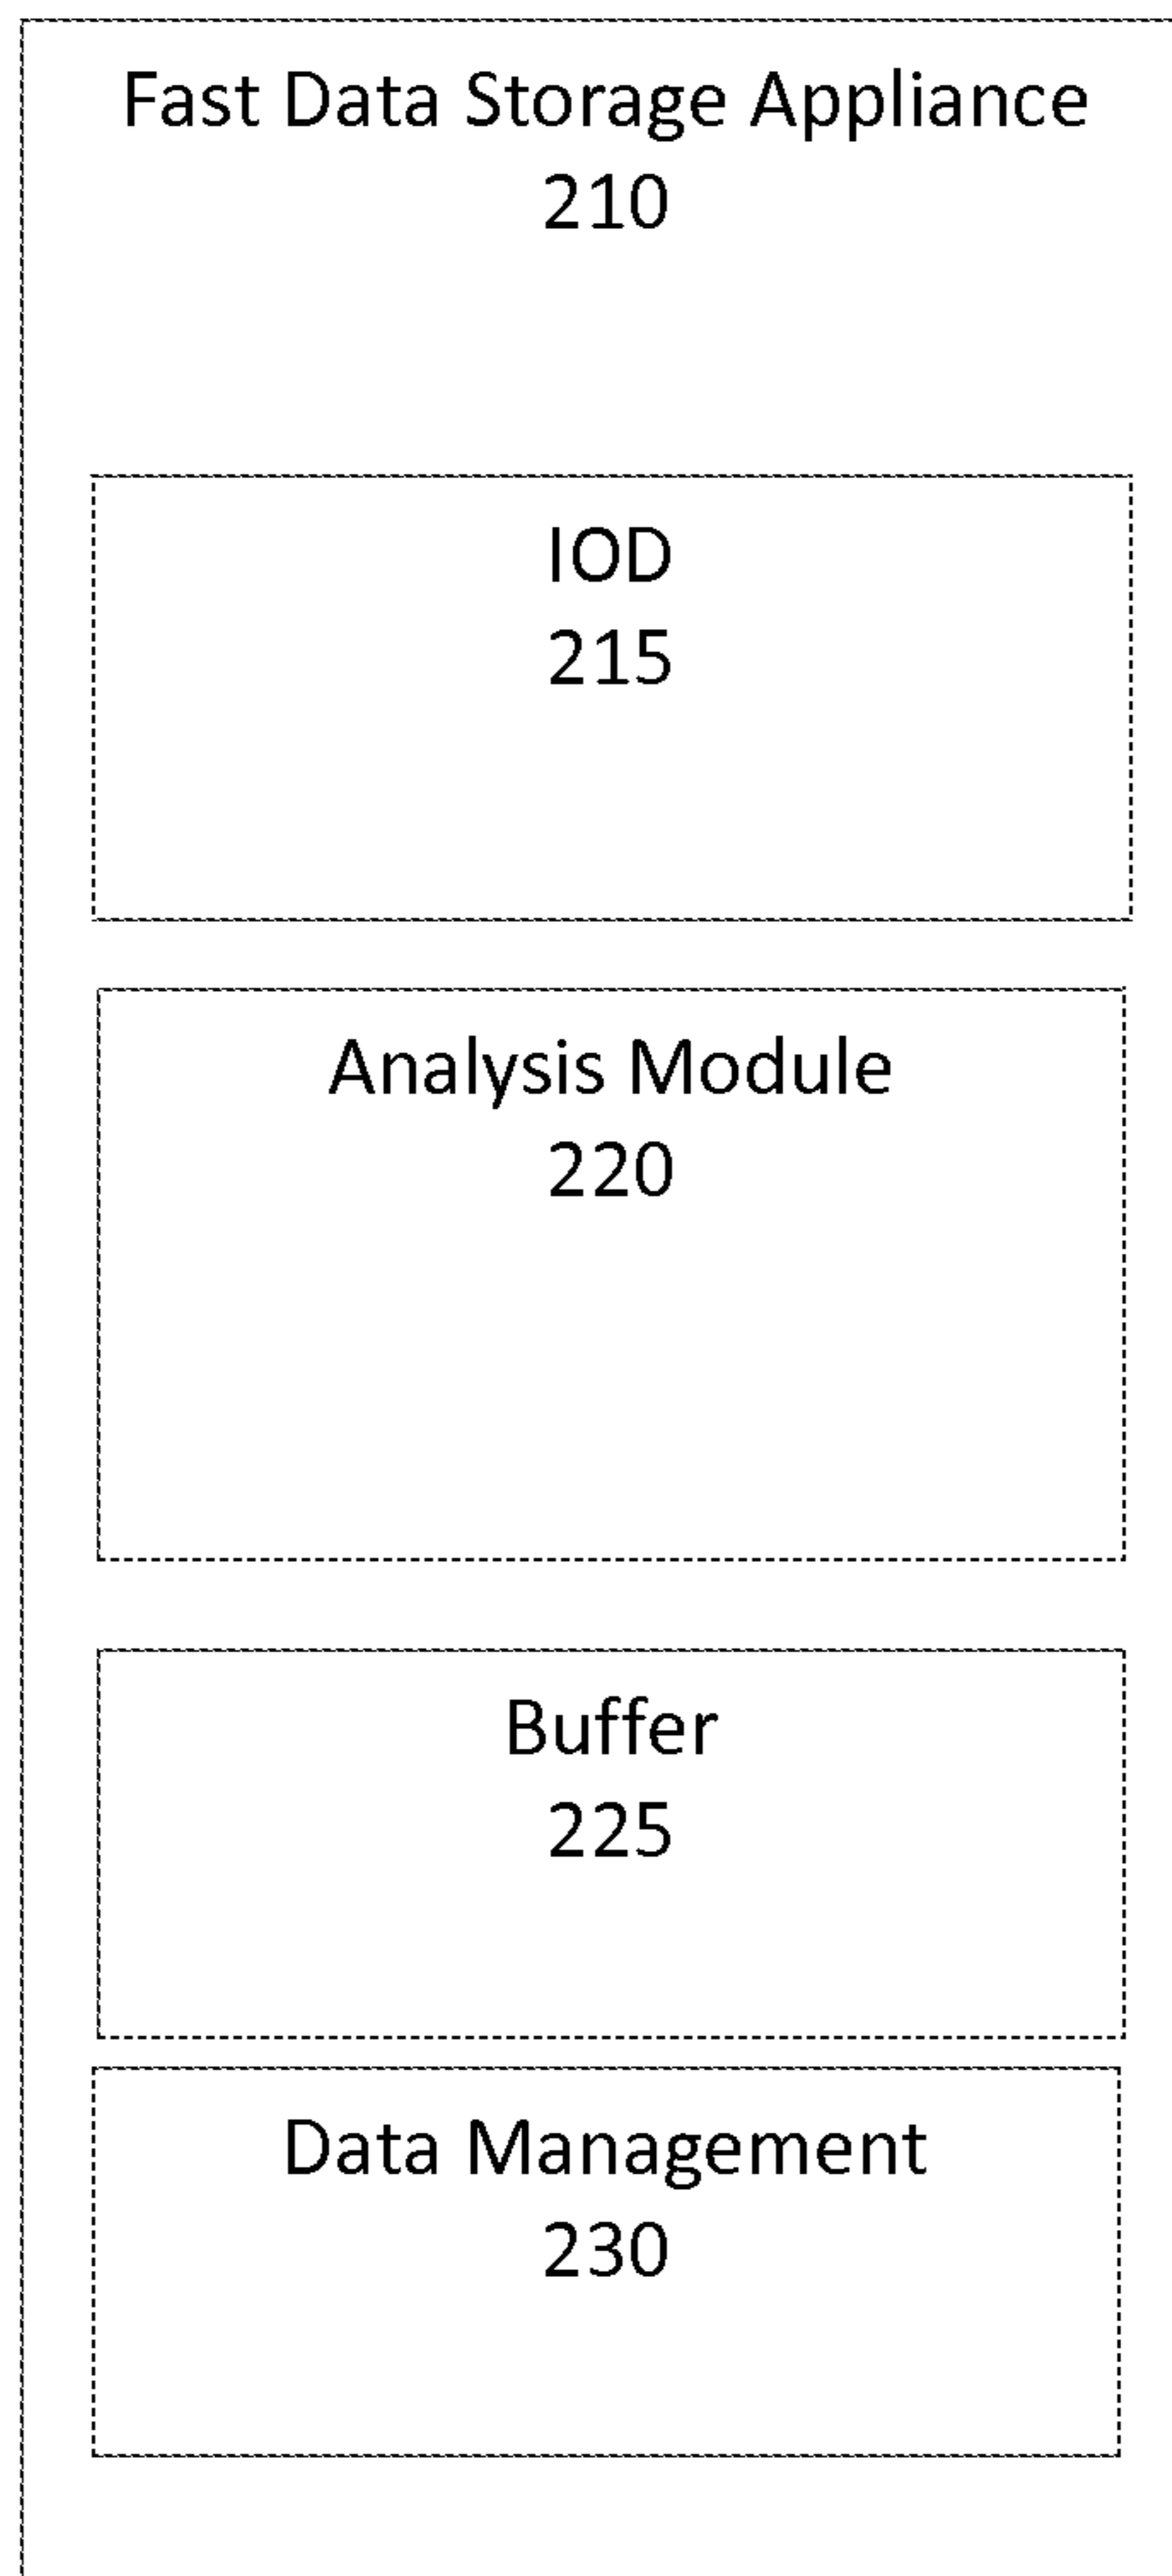 Fast Data Storage Appliance
210
IOD
215
Analysis Module
220
Buffer
225
Data Management
230